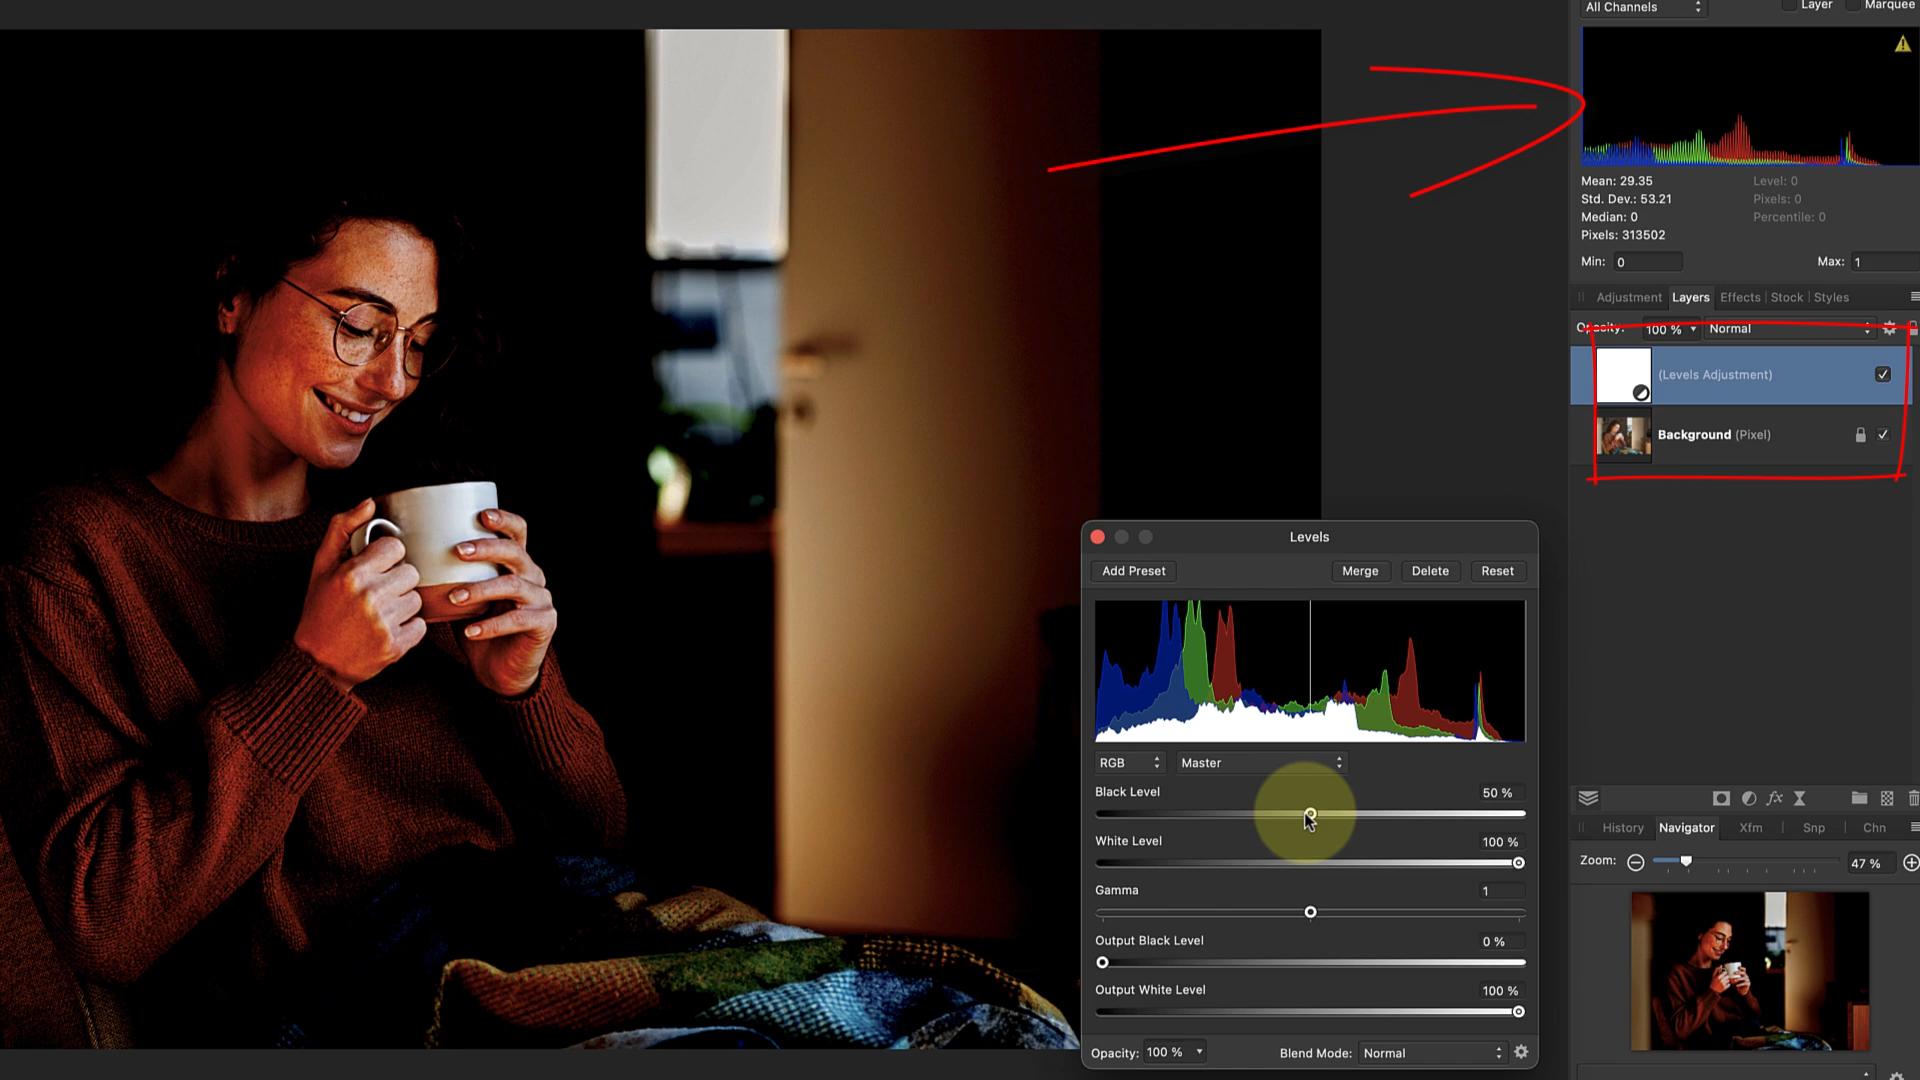 All Channels Layer Marquee
Mean: 29.35 Level: 0
Std. Dev.: 53.21 Pixels: 0
Median: 0 Percentile: 0
Pixels: 313502
Min: 0 Max: 1
Adjustment Layers Effects Stock Styles
Opacity: 100 % Normal
(Levels Adjustment)
Background (Pixel)
Levels
Add Preset Merge Delete Reset
RGB Master
Black Level 50 %
White Level 100 %
Gamma 1
Output Black Level 0 %
Output White Level 100 %
Opacity: 100 % Blend Mode: Normal
fx
History Navigator Xfm Snp Chn
Zoom: 47 %